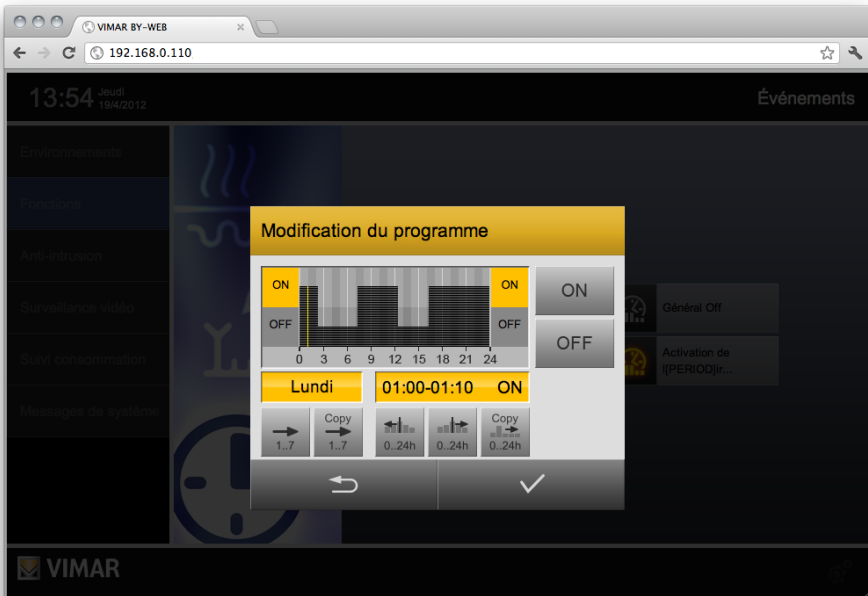 VIMAR BY-WEB
192.168.0.110
13:54 Jeudi
19/4/2012
Événements
Environnements
Fonctions
Anti-intrusion
Surveillance vidéo
Suivi consommation
Messages de système
Modification du programme
ON
ON
OFF
OFF
0 3 6 9 12 15 18 21 24
ON
OFF
Lundi
01:00-01:10 ON
1..7
Copy
1..7
0..24h
0..24h
Copy
0..24h
Général Off
Activation de
l[PERIOD]ir...
VIMAR